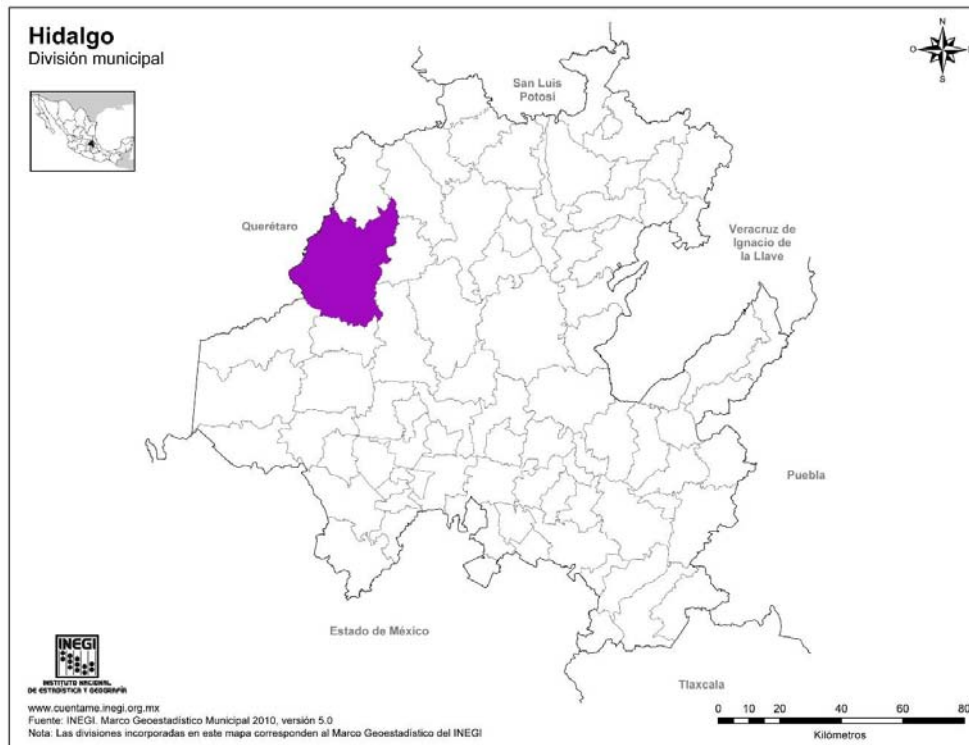 Hidalgo
División municipal
N
O
E
S
San Luis
Potosí
Querétaro
Veracruz de
Ignacio de
la Llave
Puebla
Estado de México
Tlaxcala
INEGI
INSTITUTO NACIONAL
DE ESTADÍSTICA Y GEOGRAFÍA
www.cuentame.inegi.org.mx
Fuente: INEGI. Marco Geoestadístico Municipal 2010, versión 5.0
Nota: Las divisiones incorporadas en este mapa corresponden al Marco Geoestadístico del INEGI
0 10 20 40 60 80
Kilómetros